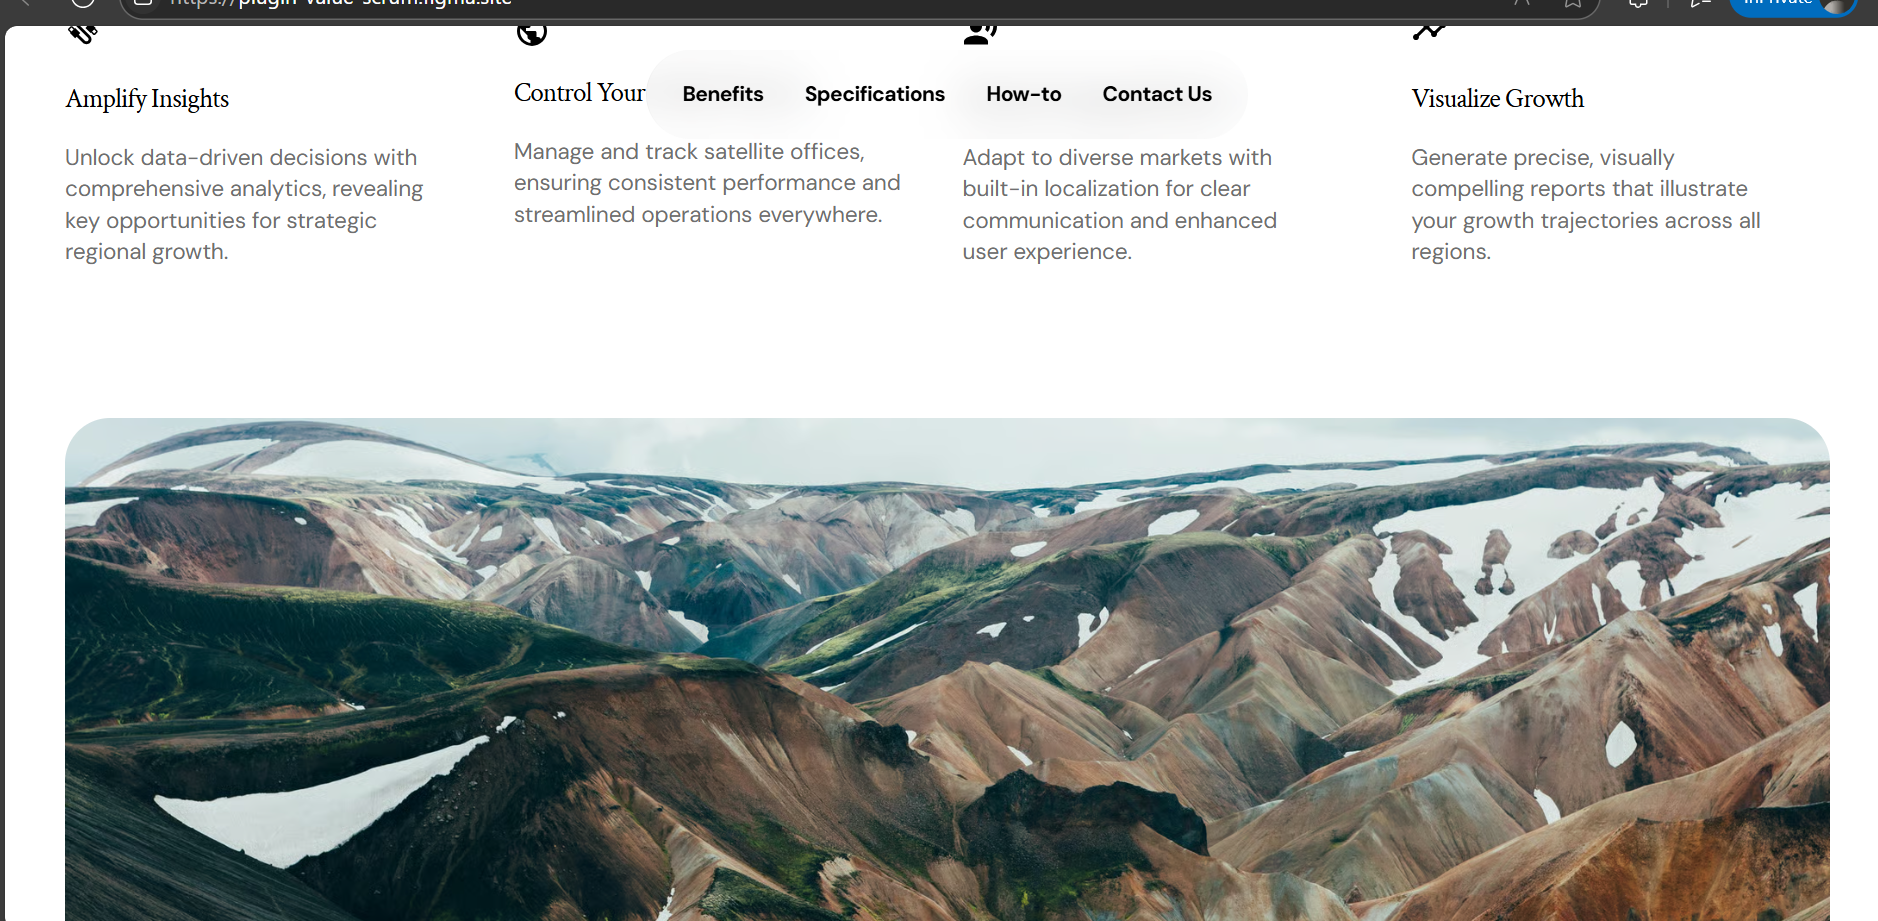 https://plugin-value-scrum.figma.site
InPrivate
Benefits
Specifications
How-to
Contact Us
Amplify Insights
Unlock data-driven decisions with
comprehensive analytics, revealing
key opportunities for strategic
regional growth.
Control Your
Manage and track satellite offices,
ensuring consistent performance and
streamlined operations everywhere.
Adapt to diverse markets with
built-in localization for clear
communication and enhanced
user experience.
Visualize Growth
Generate precise, visually
compelling reports that illustrate
your growth trajectories across all
regions.